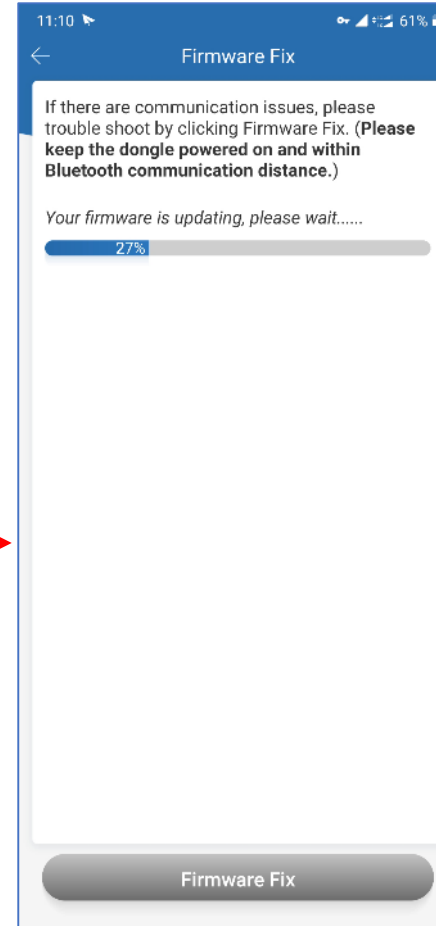 11:10 61%
Firmware Fix
If there are communication issues, please
trouble shoot by clicking Firmware Fix. (Please
keep the dongle powered on and within
Bluetooth communication distance.)
Your firmware is updating, please wait......
27%
Firmware Fix